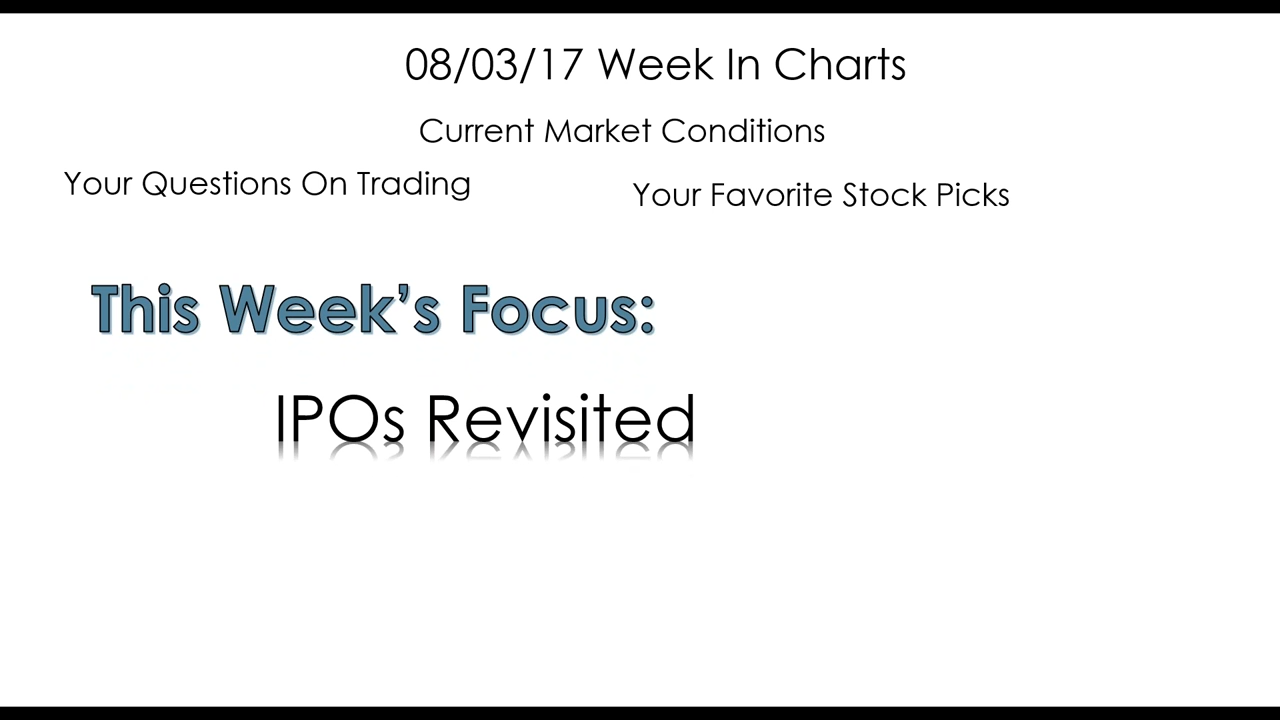 08/03/17 Week In Charts
Current Market Conditions
Your Questions On Trading
Your Favorite Stock Picks
This Week’s Focus:
IPOs Revisited